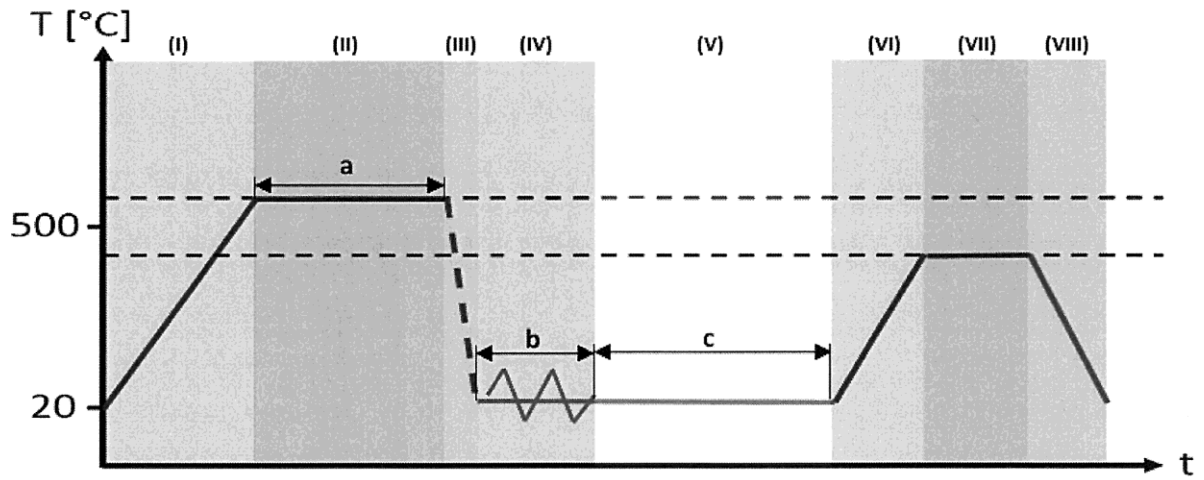 T [°C]
(I) (II) (III) (IV) (V) (VI) (VII) (VIII)
a
500
b c
20
t